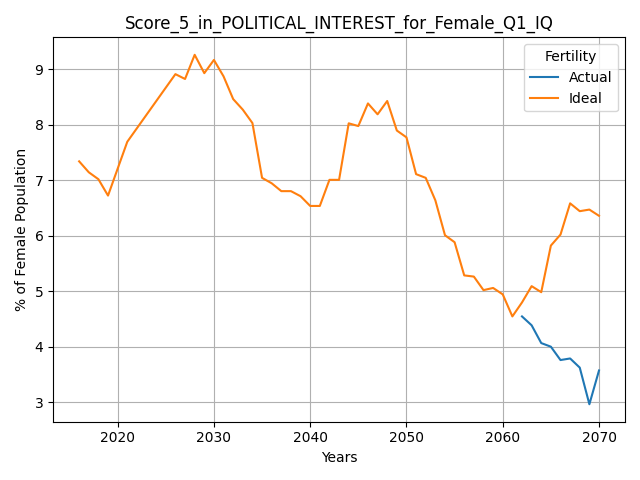 Score_5_in_POLITICAL_INTEREST_for_Female_Q1_IQ
Fertility
Actual
Ideal
% of Female Population
9
8
7
6
5
4
3
2020 2030 2040 2050 2060 2070
Years